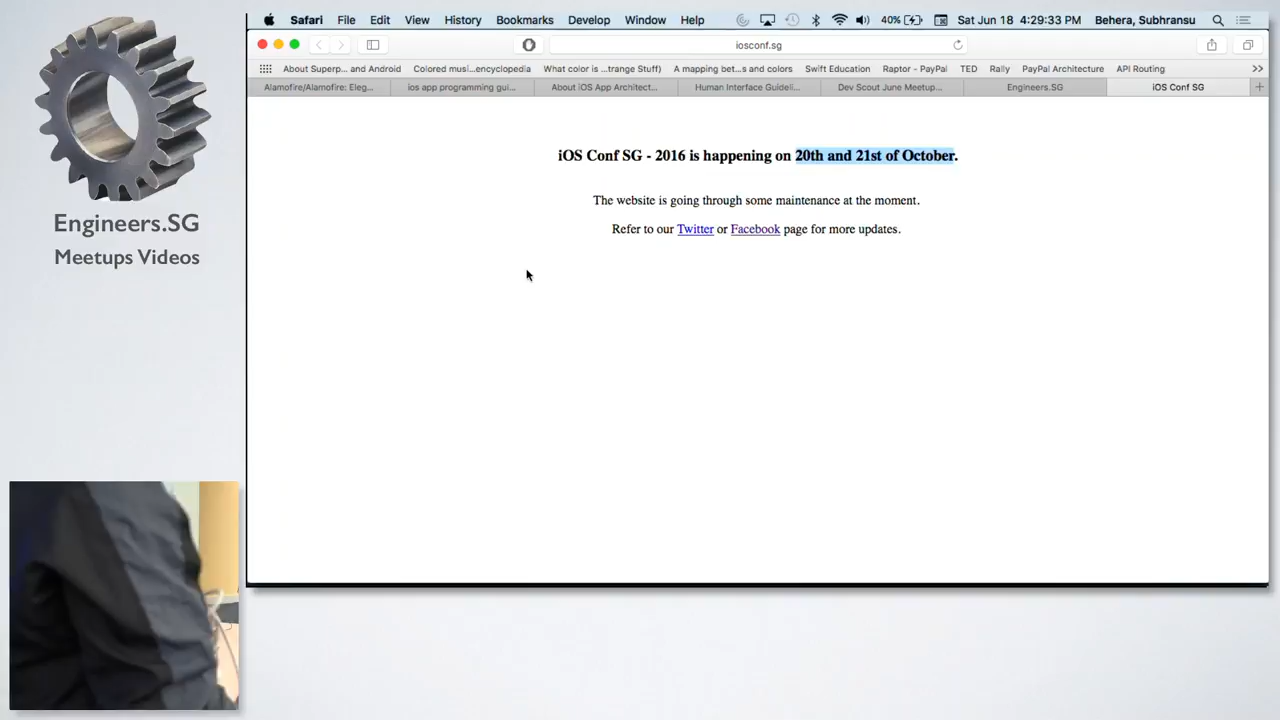 Engineers.SG
Meetups Videos
Safari File Edit View History Bookmarks Develop Window Help 40% Sat Jun 18 4:29:33 PM Behera, Subhransu
iosconf.sg
About Superp... and Android Colored musi...encyclopedia What color is ...trange Stuff) A mapping bet...s and colors Swift Education Raptor - PayPal TED Rally PayPal Architecture API Routing >>
Alamofire/Alamofire: Eleg... ios app programming gui... About iOS App Architect... Human Interface Guideli... Dev Scout June Meetup... Engineers.SG iOS Conf SG +
iOS Conf SG - 2016 is happening on 20th and 21st of October.
The website is going through some maintenance at the moment.
Refer to our Twitter or Facebook page for more updates.